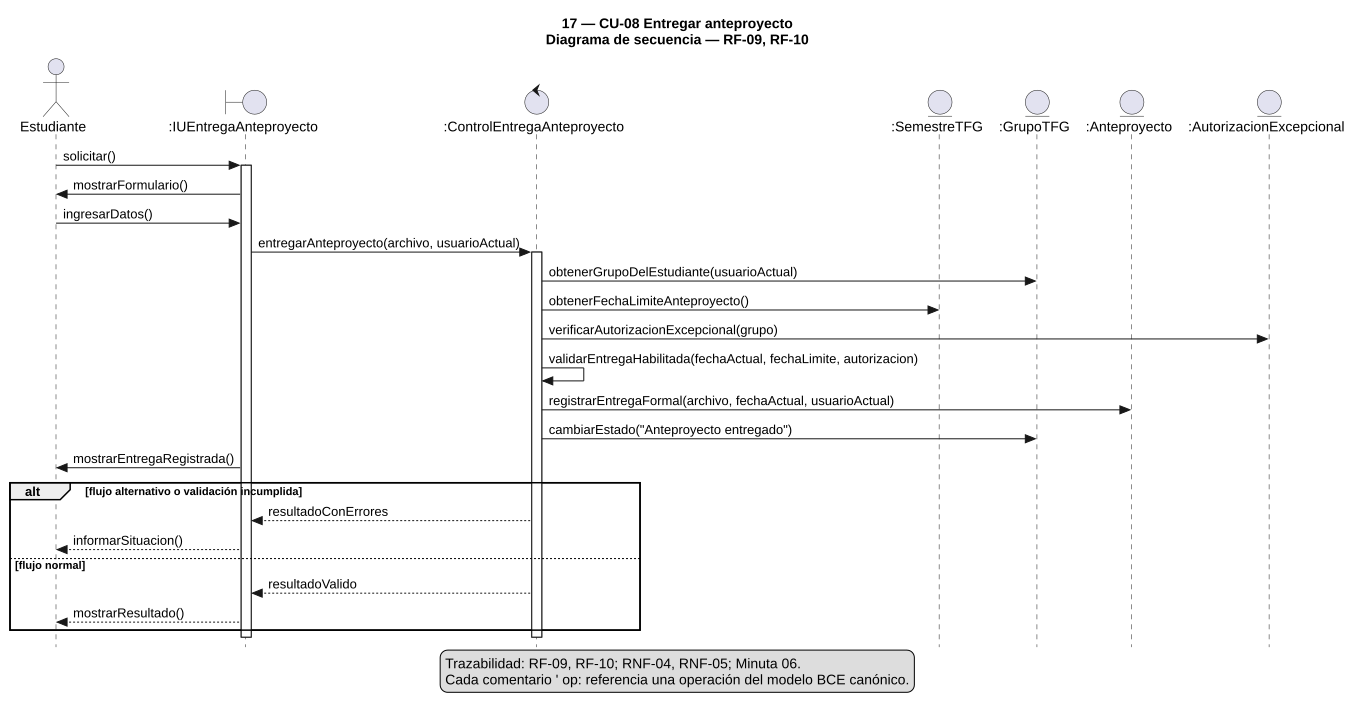 17 — CU-08 Entregar anteproyecto
Diagrama de secuencia — RF-09, RF-10
Estudiante
:IUEntregaAnteproyecto
:ControlEntregaAnteproyecto
:SemestreTFG
:GrupoTFG
:Anteproyecto
:AutorizacionExcepcional
solicitar()
mostrarFormulario()
ingresarDatos()
entregarAnteproyecto(archivo, usuarioActual)
obtenerGrupoDelEstudiante(usuarioActual)
obtenerFechaLimiteAnteproyecto()
verificarAutorizacionExcepcional(grupo)
validarEntregaHabilitada(fechaActual, fechaLimite, autorizacion)
registrarEntregaFormal(archivo, fechaActual, usuarioActual)
cambiarEstado("Anteproyecto entregado")
mostrarEntregaRegistrada()
alt [flujo alternativo o validación incumplida]
resultadoConErrores
informarSituacion()
[flujo normal]
resultadoValido
mostrarResultado()
Trazabilidad: RF-09, RF-10; RNF-04, RNF-05; Minuta 06.
Cada comentario ' op: referencia una operación del modelo BCE canónico.